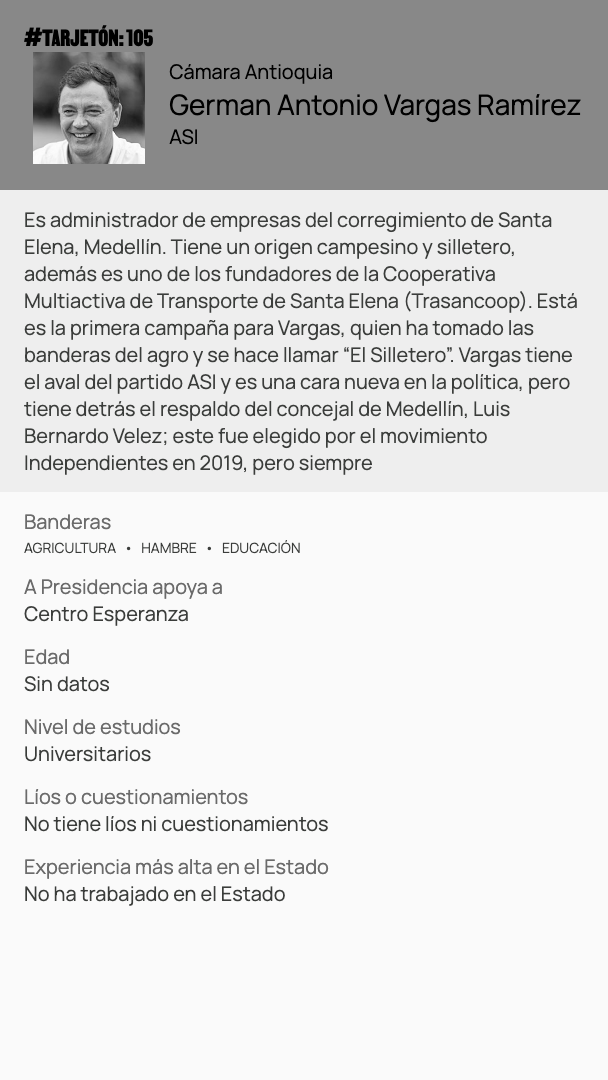 #TARJETÓN: 105
Cámara Antioquia
German Antonio Vargas Ramírez
ASI
Es administrador de empresas del corregimiento de Santa
Elena, Medellín. Tiene un origen campesino y silletero,
además es uno de los fundadores de la Cooperativa
Multiactiva de Transporte de Santa Elena (Trasancoop). Está
es la primera campaña para Vargas, quien ha tomado las
banderas del agro y se hace llamar “El Silletero”. Vargas tiene
el aval del partido ASI y es una cara nueva en la política, pero
tiene detrás el respaldo del concejal de Medellín, Luis
Bernardo Velez; este fue elegido por el movimiento
Independientes en 2019, pero siempre
Banderas
AGRICULTURA • HAMBRE • EDUCACIÓN
A Presidencia apoya a
Centro Esperanza
Edad
Sin datos
Nivel de estudios
Universitarios
Líos o cuestionamientos
No tiene líos ni cuestionamientos
Experiencia más alta en el Estado
No ha trabajado en el Estado